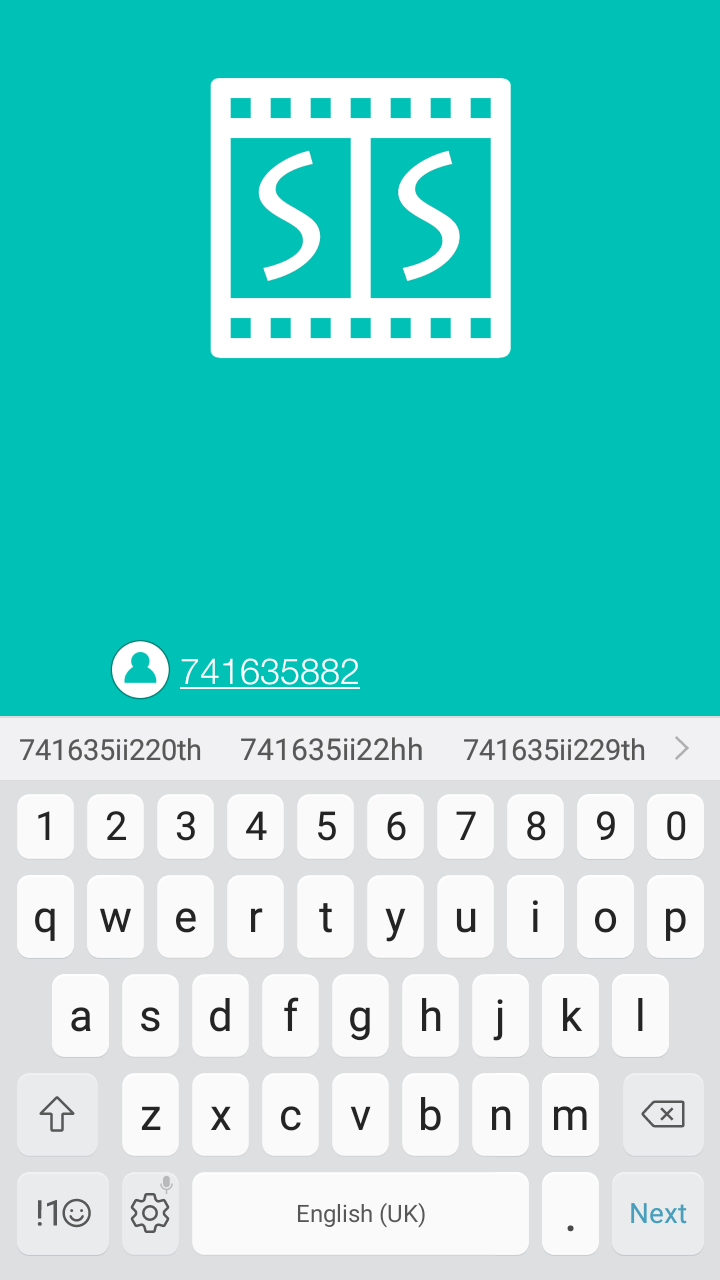 SS
741635882
741635ii220th 741635ii22hh 741635ii229th
1 2 3 4 5 6 7 8 9 0
q w e r t y u i o p
a s d f g h j k l
z x c v b n m
!1☺ English (UK) . Next